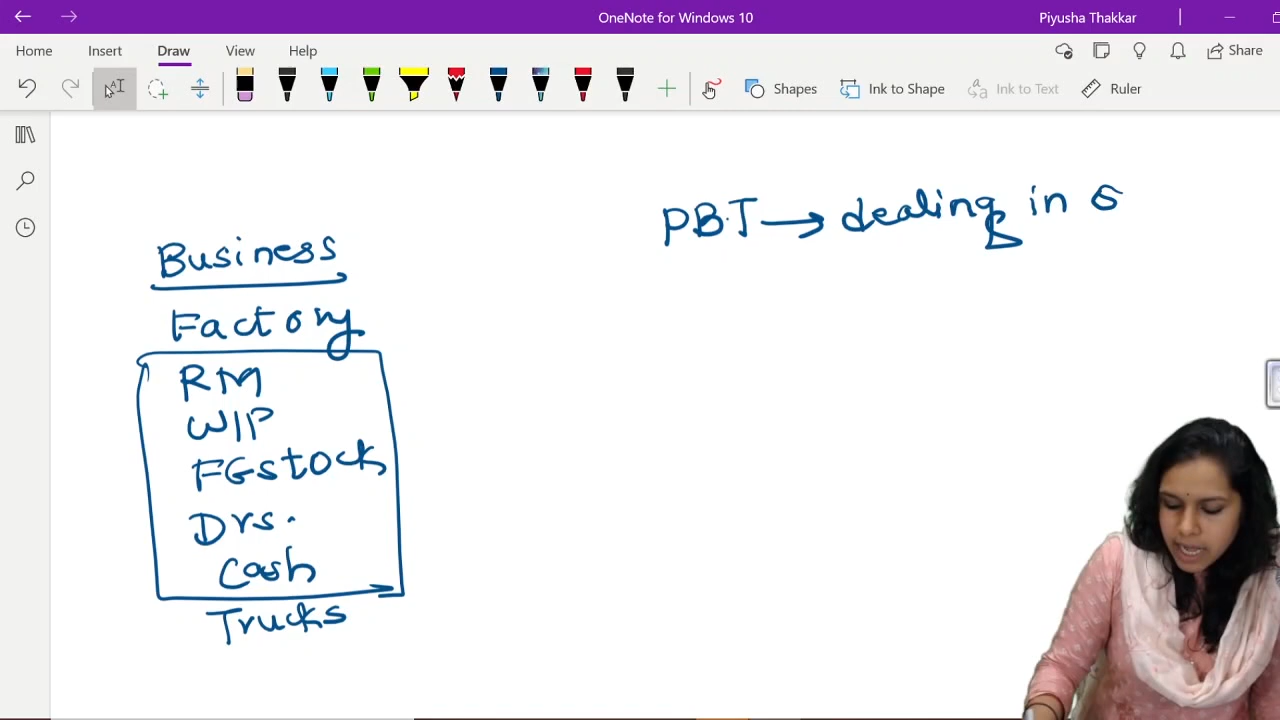 OneNote for Windows 10
Piyusha Thakkar
Home Insert Draw View Help
Share
Shapes Ink to Shape Ink to Text Ruler
PBT → dealing in
Business
Factory
RM
WIP
FG stock
Drs.
Cash
Trucks